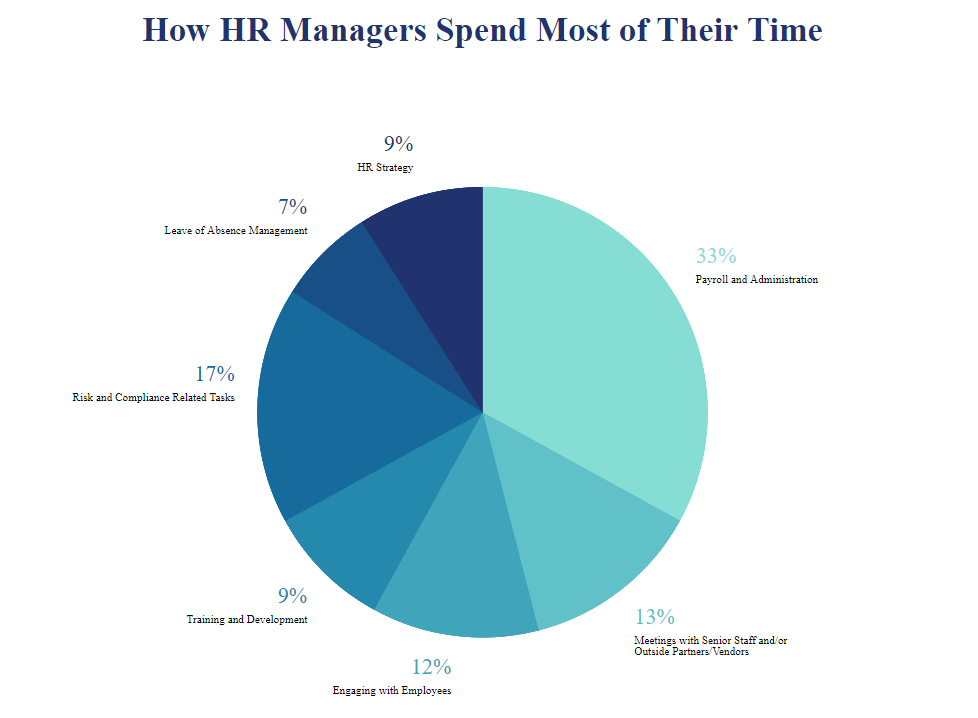 How HR Managers Spend Most of Their Time
9%
HR Strategy
7%
Leave of Absence Management
33%
Payroll and Administration
17%
Risk and Compliance Related Tasks
9%
Training and Development
13%
Meetings with Senior Staff and/or
Outside Partners/Vendors
12%
Engaging with Employees